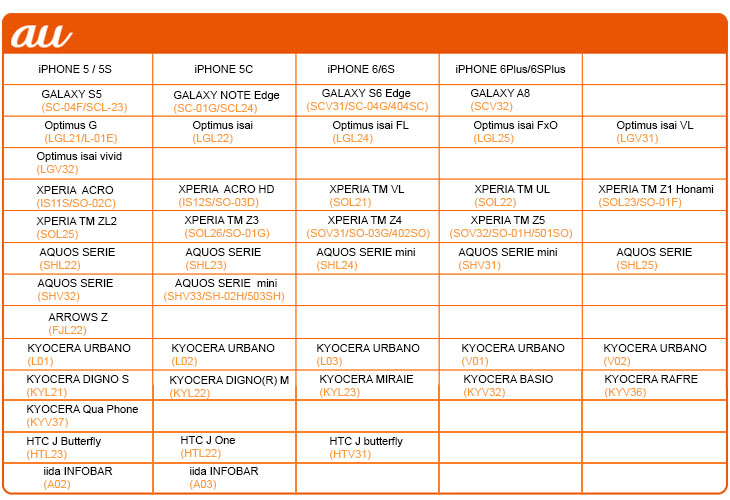 au
iPHONE 5 / 5S
iPHONE 5C
iPHONE 6/6S
iPHONE 6Plus/6SPlus
GALAXY S5
(SC-04F/SCL-23)
GALAXY NOTE Edge
(SC-01G/SCL24)
GALAXY S6 Edge
(SCV31/SC-04G/404SC)
GALAXY A8
(SCV32)
Optimus G
(LGL21/L-01E)
Optimus isai
(LGL22)
Optimus isai FL
(LGL24)
Optimus isai FxO
(LGL25)
Optimus isai VL
(LGV31)
Optimus isai vivid
(LGV32)
XPERIA ACRO
(IS11S/SO-02C)
XPERIA ACRO HD
(IS12S/SO-03D)
XPERIA TM VL
(SOL21)
XPERIA TM UL
(SOL22)
XPERIA TM Z1 Honami
(SOL23/SO-01F)
XPERIA TM ZL2
(SOL25)
XPERIA TM Z3
(SOL26/SO-01G)
XPERIA TM Z4
(SOV31/SO-03G/402SO)
XPERIA TM Z5
(SOV32/SO-01H/501SO)
AQUOS SERIE
(SHL22)
AQUOS SERIE
(SHL23)
AQUOS SERIE mini
(SHL24)
AQUOS SERIE mini
(SHV31)
AQUOS SERIE
(SHL25)
AQUOS SERIE
(SHV32)
AQUOS SERIE mini
(SHV33/SH-02H/503SH)
ARROWS Z
(FJL22)
KYOCERA URBANO
(L01)
KYOCERA URBANO
(L02)
KYOCERA URBANO
(L03)
KYOCERA URBANO
(V01)
KYOCERA URBANO
(V02)
KYOCERA DIGNO S
(KYL21)
KYOCERA DIGNO(R) M
(KYL22)
KYOCERA MIRAIE
(KYL23)
KYOCERA BASIO
(KYV32)
KYOCERA RAFRE
(KYV36)
KYOCERA Qua Phone
(KYV37)
HTC J Butterfly
(HTL23)
HTC J One
(HTL22)
HTC J butterfly
(HTV31)
iida INFOBAR
(A02)
iida INFOBAR
(A03)